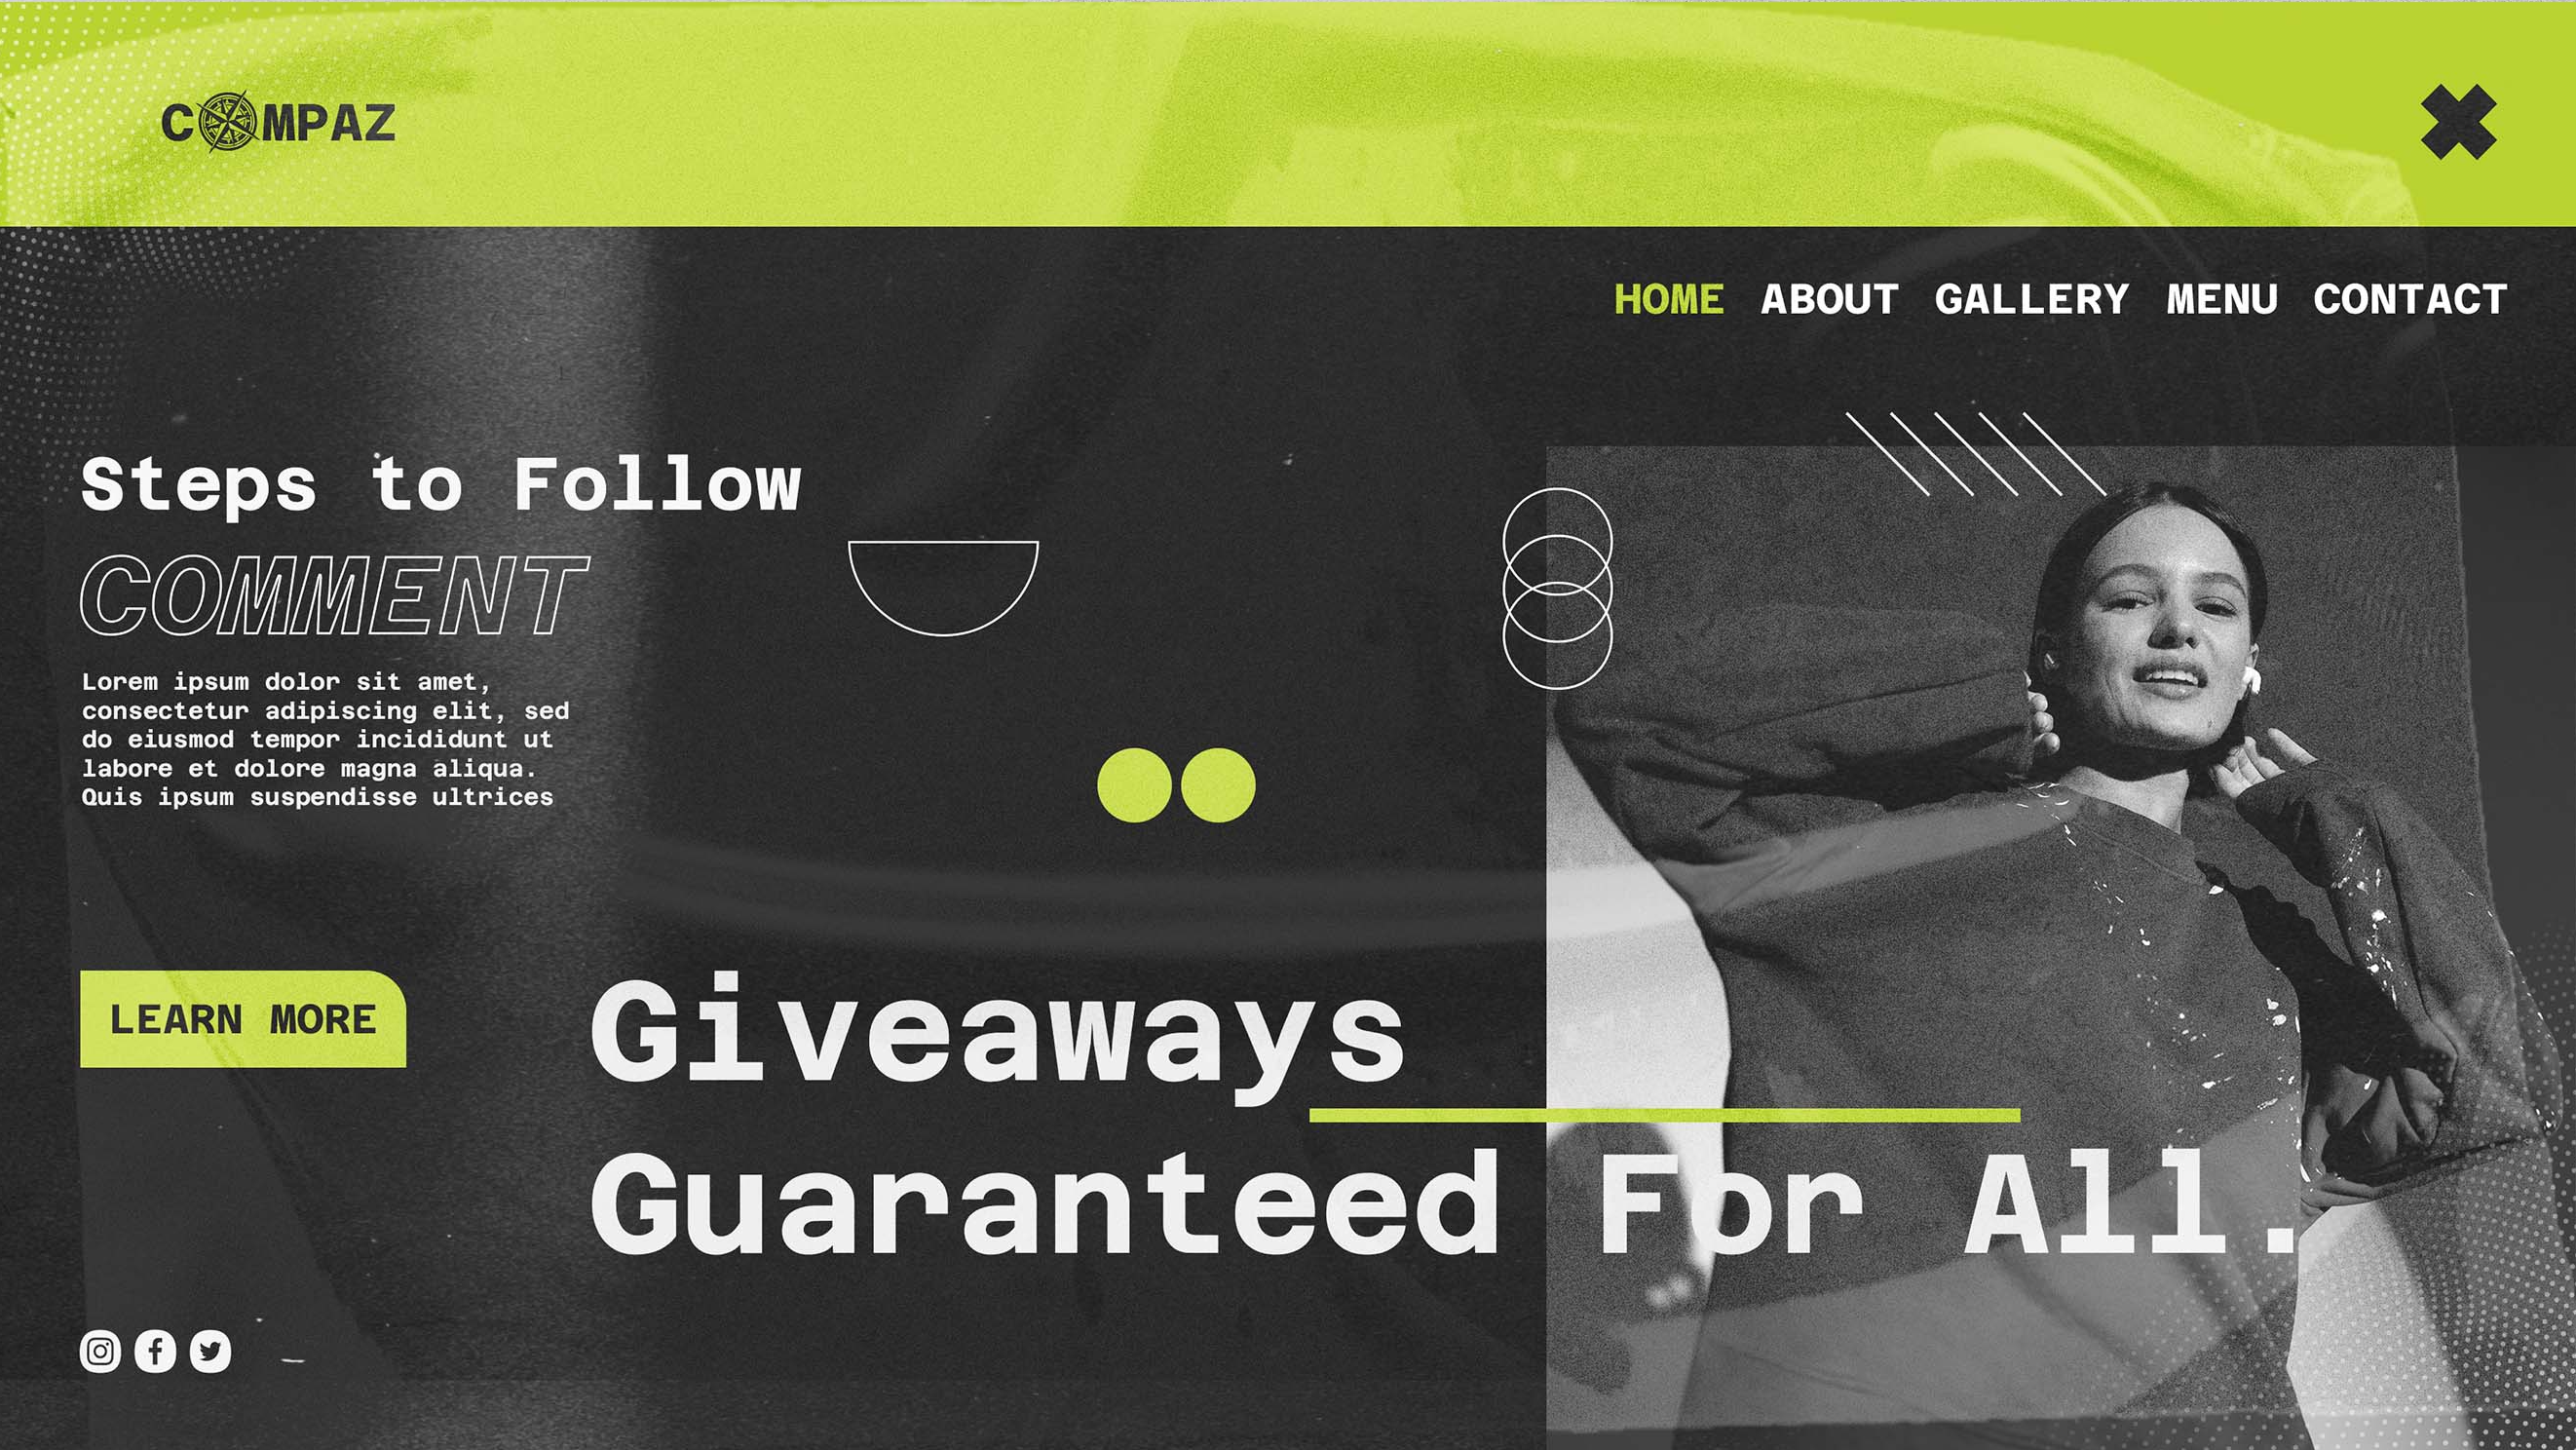 COMPAZ
HOME ABOUT GALLERY MENU CONTACT
Steps to Follow
COMMENT
Lorem ipsum dolor sit amet,
consectetur adipiscing elit, sed
do eiusmod tempor incididunt ut
labore et dolore magna aliqua.
Quis ipsum suspendisse ultrices
LEARN MORE
Giveaways
Guaranteed For All.